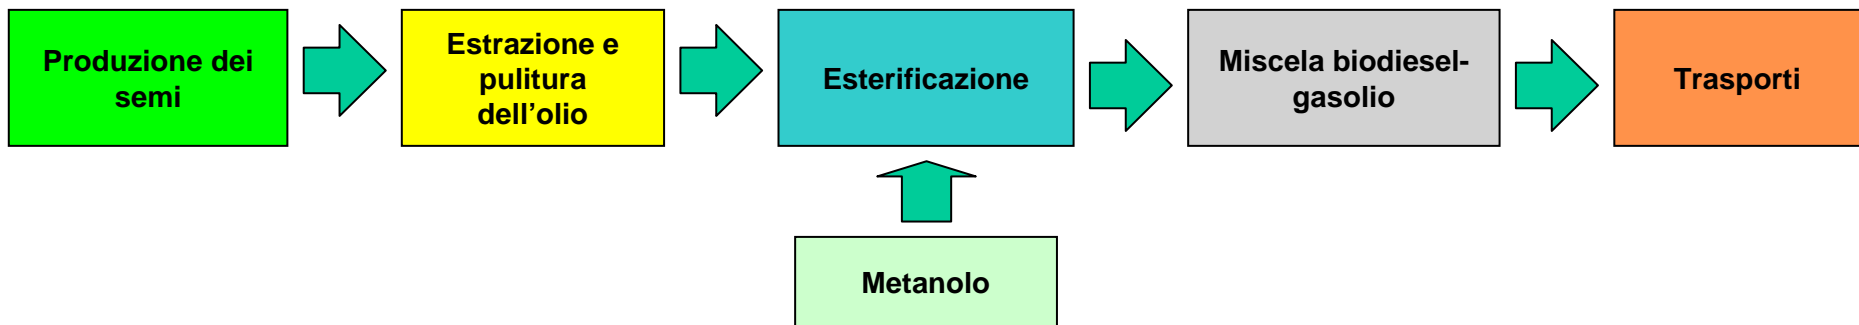 Produzione dei
semi
Estrazione e
pulitura
dell’olio
Esterificazione
Miscela biodiesel-
gasolio
Trasporti
Metanolo